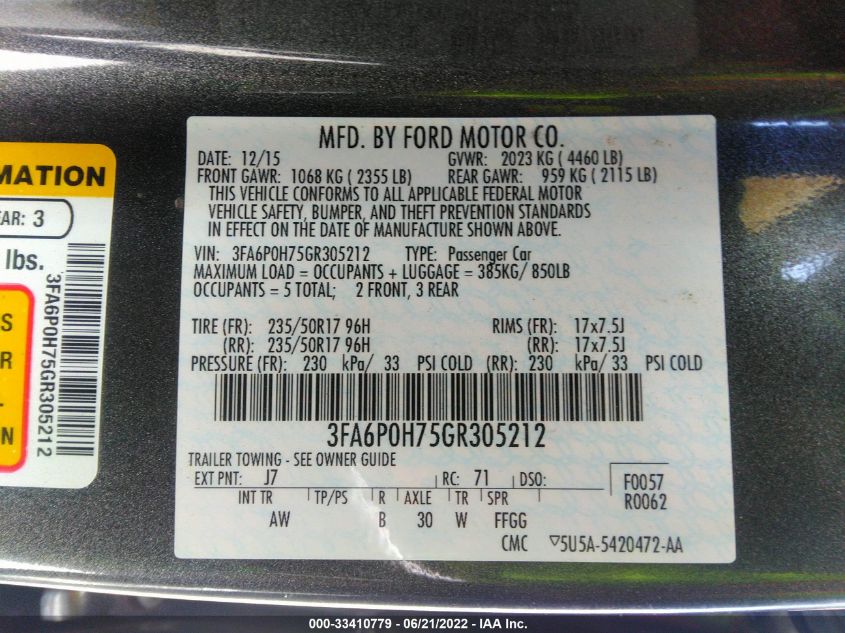 MATION
EAR: 3
lbs.
S
R
L-
N
3FA6P0H75GR305212
MFD. BY FORD MOTOR CO.
DATE: 12/15 GVWR: 2023 KG ( 4460 LB)
FRONT GAWR: 1068 KG ( 2355 LB) REAR GAWR: 959 KG ( 2115 LB)
THIS VEHICLE CONFORMS TO ALL APPLICABLE FEDERAL MOTOR
VEHICLE SAFETY, BUMPER, AND THEFT PREVENTION STANDARDS
IN EFFECT ON THE DATE OF MANUFACTURE SHOWN ABOVE.
VIN: 3FA6P0H75GR305212 TYPE: Passenger Car
MAXIMUM LOAD = OCCUPANTS + LUGGAGE = 385KG/ 850LB
OCCUPANTS = 5 TOTAL; 2 FRONT, 3 REAR
TIRE (FR): 235/50R17 96H RIMS (FR): 17x7.5J
(RR): 235/50R17 96H (RR): 17x7.5J
PRESSURE (FR): 230 kPa/ 33 PSI COLD (RR): 230 kPa/ 33 PSI COLD
3FA6P0H75GR305212
TRAILER TOWING - SEE OWNER GUIDE
EXT PNT: J7 RC: 71 DSO: F0057
R0062
INT TR TP/PS R AXLE TR SPR
AW B 30 W FFGG
CMC ▽5U5A-5420472-AA
000-33410779 - 06/21/2022 - IAA Inc.